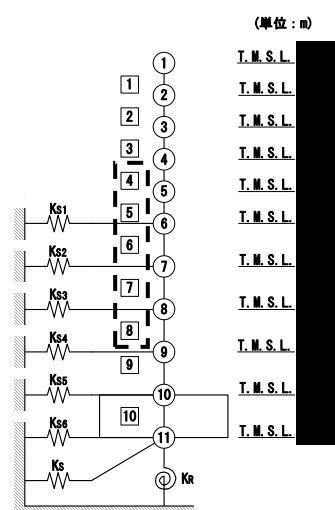 (単位：m)
1 T.M.S.L.
1
2 T.M.S.L.
2
3 T.M.S.L.
3
4 T.M.S.L.
4
5 T.M.S.L.
5
KS1 6 T.M.S.L.
6
KS2 7 T.M.S.L.
7
KS3 8 T.M.S.L.
8
KS4 9 T.M.S.L.
9
KS5 10 T.M.S.L.
10
KS6 11 T.M.S.L.
KS KR